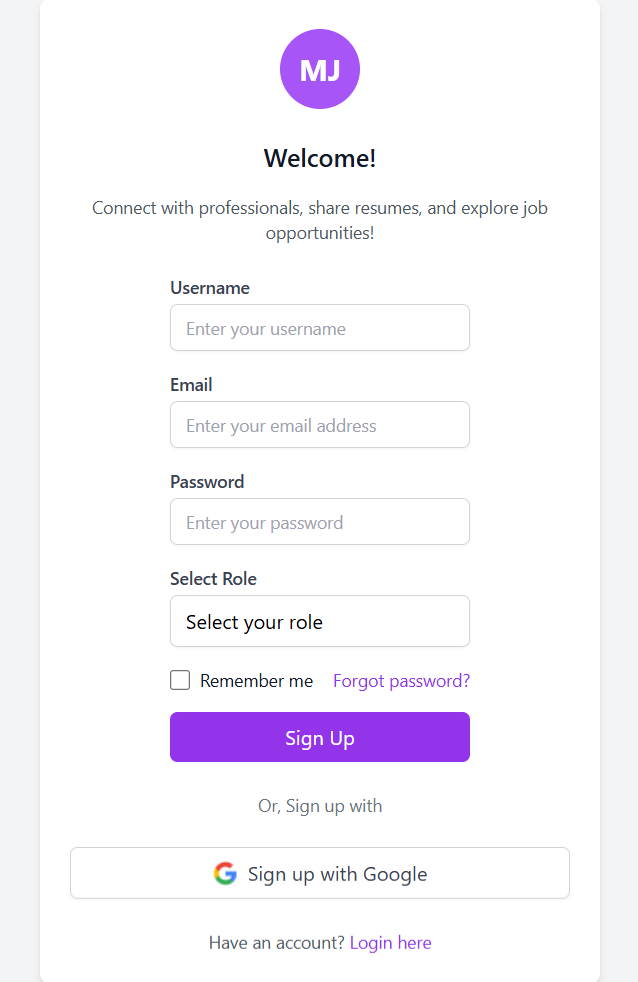 MJ
Welcome!
Connect with professionals, share resumes, and explore job
opportunities!
Username
Enter your username
Email
Enter your email address
Password
Enter your password
Select Role
Select your role
Remember me Forgot password?
Sign Up
Or, Sign up with
Sign up with Google
Have an account? Login here